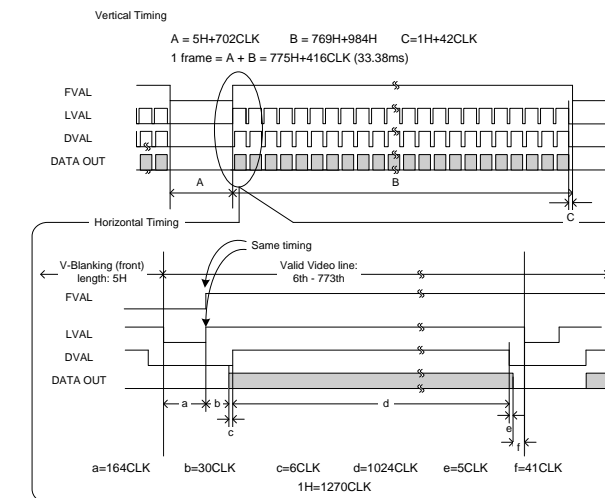 Vertical Timing
A = 5H+702CLK B = 769H+984H C=1H+42CLK
1 frame = A + B = 775H+416CLK (33.38ms)
FVAL
LVAL
DVAL
DATA OUT
A B
C
Horizontal Timing
Same timing
V-Blanking (front)
length: 5H
Valid Video line:
6th - 773th
FVAL
LVAL
DVAL
DATA OUT
a b d
c e
f
a=164CLK b=30CLK c=6CLK d=1024CLK e=5CLK f=41CLK
1H=1270CLK